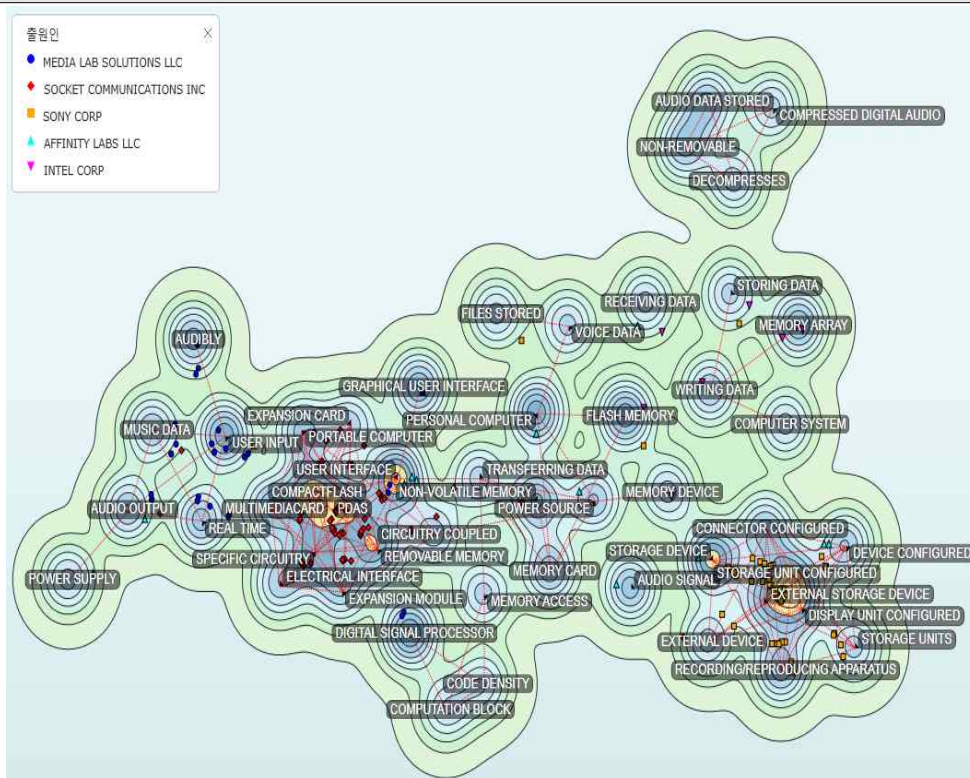 출원인 X
MEDIA LAB SOLUTIONS LLC
SOCKET COMMUNICATIONS INC
SONY CORP
AFFINITY LABS LLC
INTEL CORP
AUDIO DATA STORED
COMPRESSED DIGITAL AUDIO
NON-REMOVABLE
DECOMPRESSES
STORING DATA
RECEIVING DATA
FILES STORED
MEMORY ARRAY
VOICE DATA
AUDIBLY
GRAPHICAL USER INTERFACE
WRITING DATA
EXPANSION CARD
PERSONAL COMPUTER
FLASH MEMORY
COMPUTER SYSTEM
MUSIC DATA
PORTABLE COMPUTER
USER INPUT
USER INTERFACE
TRANSFERRING DATA
COMPACTFLASH
NON-VOLATILE MEMORY
MEMORY DEVICE
AUDIO OUTPUT
MULTIMEDIACARD
PDAS
POWER SOURCE
REAL TIME
CIRCUITRY COUPLED
CONNECTOR CONFIGURED
SPECIFIC CIRCUITRY
REMOVABLE MEMORY
STORAGE DEVICE
DEVICE CONFIGURED
POWER SUPPLY
ELECTRICAL INTERFACE
MEMORY CARD
AUDIO SIGNAL
STORAGE UNIT CONFIGURED
EXPANSION MODULE
MEMORY ACCESS
EXTERNAL STORAGE DEVICE
DISPLAY UNIT CONFIGURED
DIGITAL SIGNAL PROCESSOR
EXTERNAL DEVICE
STORAGE UNITS
RECORDING/REPRODUCING APPARATUS
CODE DENSITY
COMPUTATION BLOCK